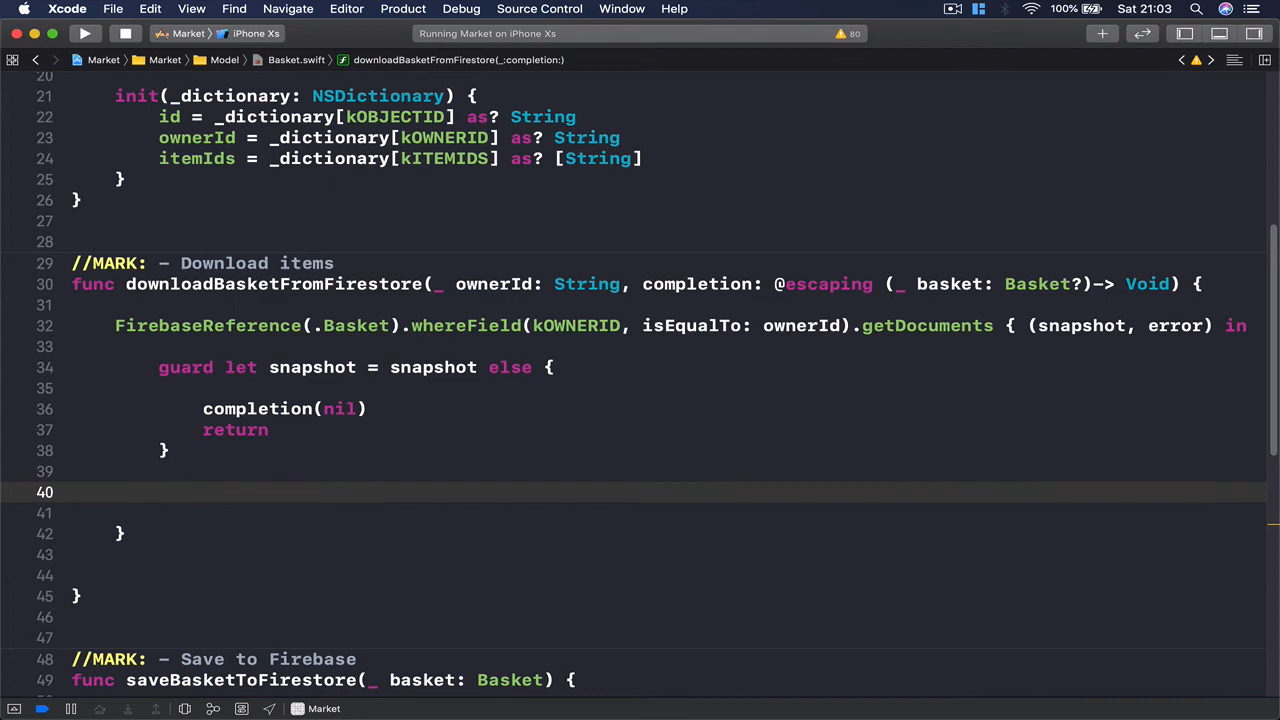 Xcode File Edit View Find Navigate Editor Product Debug Source Control Window Help 100% Sat 21:03
Market iPhone Xs Running Market on iPhone Xs 80
Market Market Model Basket.swift downloadBasketFromFirestore(_:completion:)
20
21 init(_dictionary: NSDictionary) {
22 id = _dictionary[kOBJECTID] as? String
23 ownerId = _dictionary[kOWNERID] as? String
24 itemIds = _dictionary[kITEMIDS] as? [String]
25 }
26 }
27
28
29 //MARK: - Download items
30 func downloadBasketFromFirestore(_ ownerId: String, completion: @escaping (_ basket: Basket?)-> Void) {
31
32 FirebaseReference(.Basket).whereField(kOWNERID, isEqualTo: ownerId).getDocuments { (snapshot, error) in
33
34 guard let snapshot = snapshot else {
35
36 completion(nil)
37 return
38 }
39
40
41
42 }
43
44
45 }
46
47
48 //MARK: - Save to Firebase
49 func saveBasketToFirestore(_ basket: Basket) {
Market